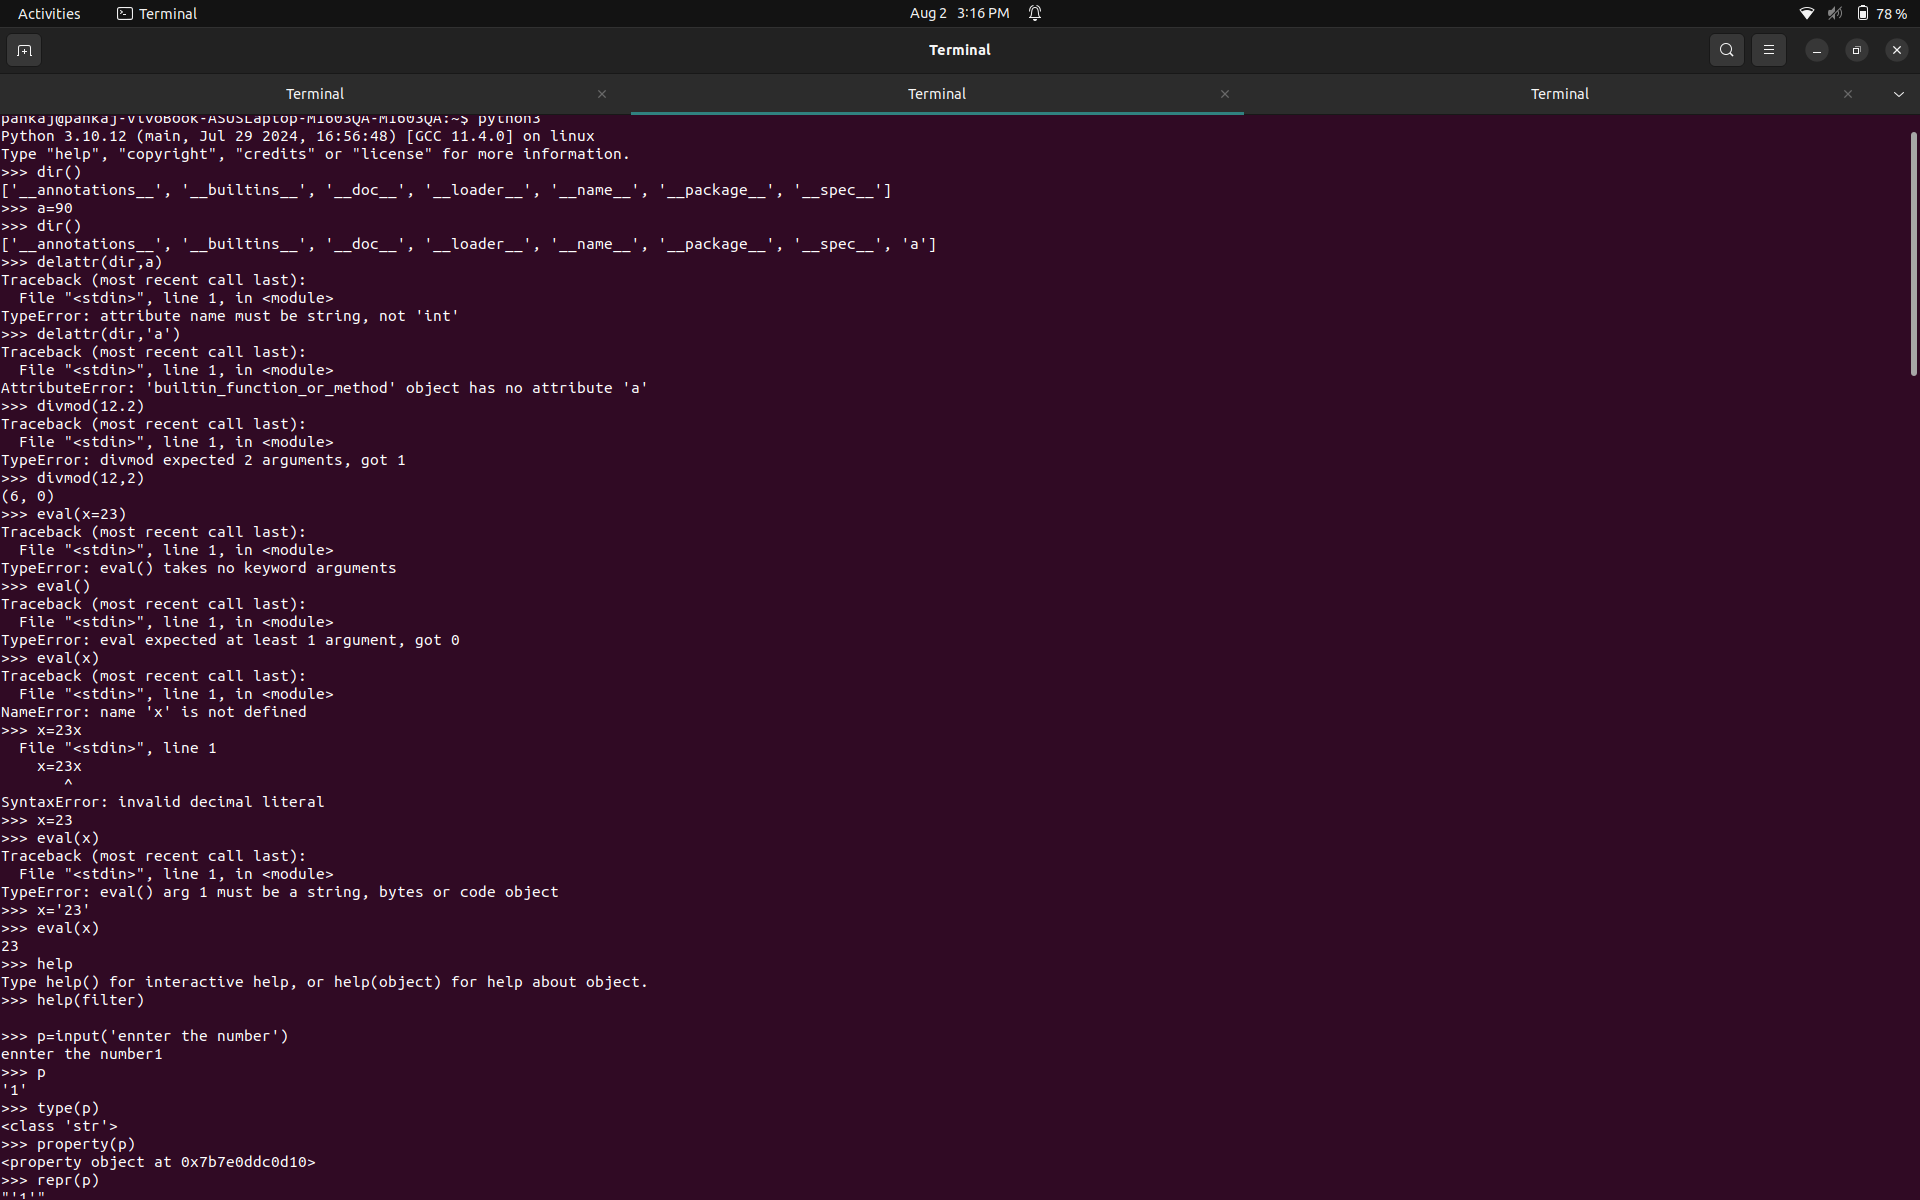 Activities
Terminal
Aug 2 3:16 PM
78 %
Terminal
Terminal
Terminal
Terminal
pankaj@pankaj-VivoBook-ASUSLaptop-M1603QA-M1603QA:~$ python3
Python 3.10.12 (main, Jul 29 2024, 16:56:48) [GCC 11.4.0] on linux
Type "help", "copyright", "credits" or "license" for more information.
>>> dir()
['__annotations__', '__builtins__', '__doc__', '__loader__', '__name__', '__package__', '__spec__']
>>> a=90
>>> dir()
['__annotations__', '__builtins__', '__doc__', '__loader__', '__name__', '__package__', '__spec__', 'a']
>>> delattr(dir,a)
Traceback (most recent call last):
  File "<stdin>", line 1, in <module>
TypeError: attribute name must be string, not 'int'
>>> delattr(dir,'a')
Traceback (most recent call last):
  File "<stdin>", line 1, in <module>
AttributeError: 'builtin_function_or_method' object has no attribute 'a'
>>> divmod(12.2)
Traceback (most recent call last):
  File "<stdin>", line 1, in <module>
TypeError: divmod expected 2 arguments, got 1
>>> divmod(12,2)
(6, 0)
>>> eval(x=23)
Traceback (most recent call last):
  File "<stdin>", line 1, in <module>
TypeError: eval() takes no keyword arguments
>>> eval()
Traceback (most recent call last):
  File "<stdin>", line 1, in <module>
TypeError: eval expected at least 1 argument, got 0
>>> eval(x)
Traceback (most recent call last):
  File "<stdin>", line 1, in <module>
NameError: name 'x' is not defined
>>> x=23x
  File "<stdin>", line 1
    x=23x
       ^
SyntaxError: invalid decimal literal
>>> x=23
>>> eval(x)
Traceback (most recent call last):
  File "<stdin>", line 1, in <module>
TypeError: eval() arg 1 must be a string, bytes or code object
>>> x='23'
>>> eval(x)
23
>>> help
Type help() for interactive help, or help(object) for help about object.
>>> help(filter)

>>> p=input('ennter the number')
ennter the number1
>>> p
'1'
>>> type(p)
<class 'str'>
>>> property(p)
<property object at 0x7b7e0ddc0d10>
>>> repr(p)
"'1'"